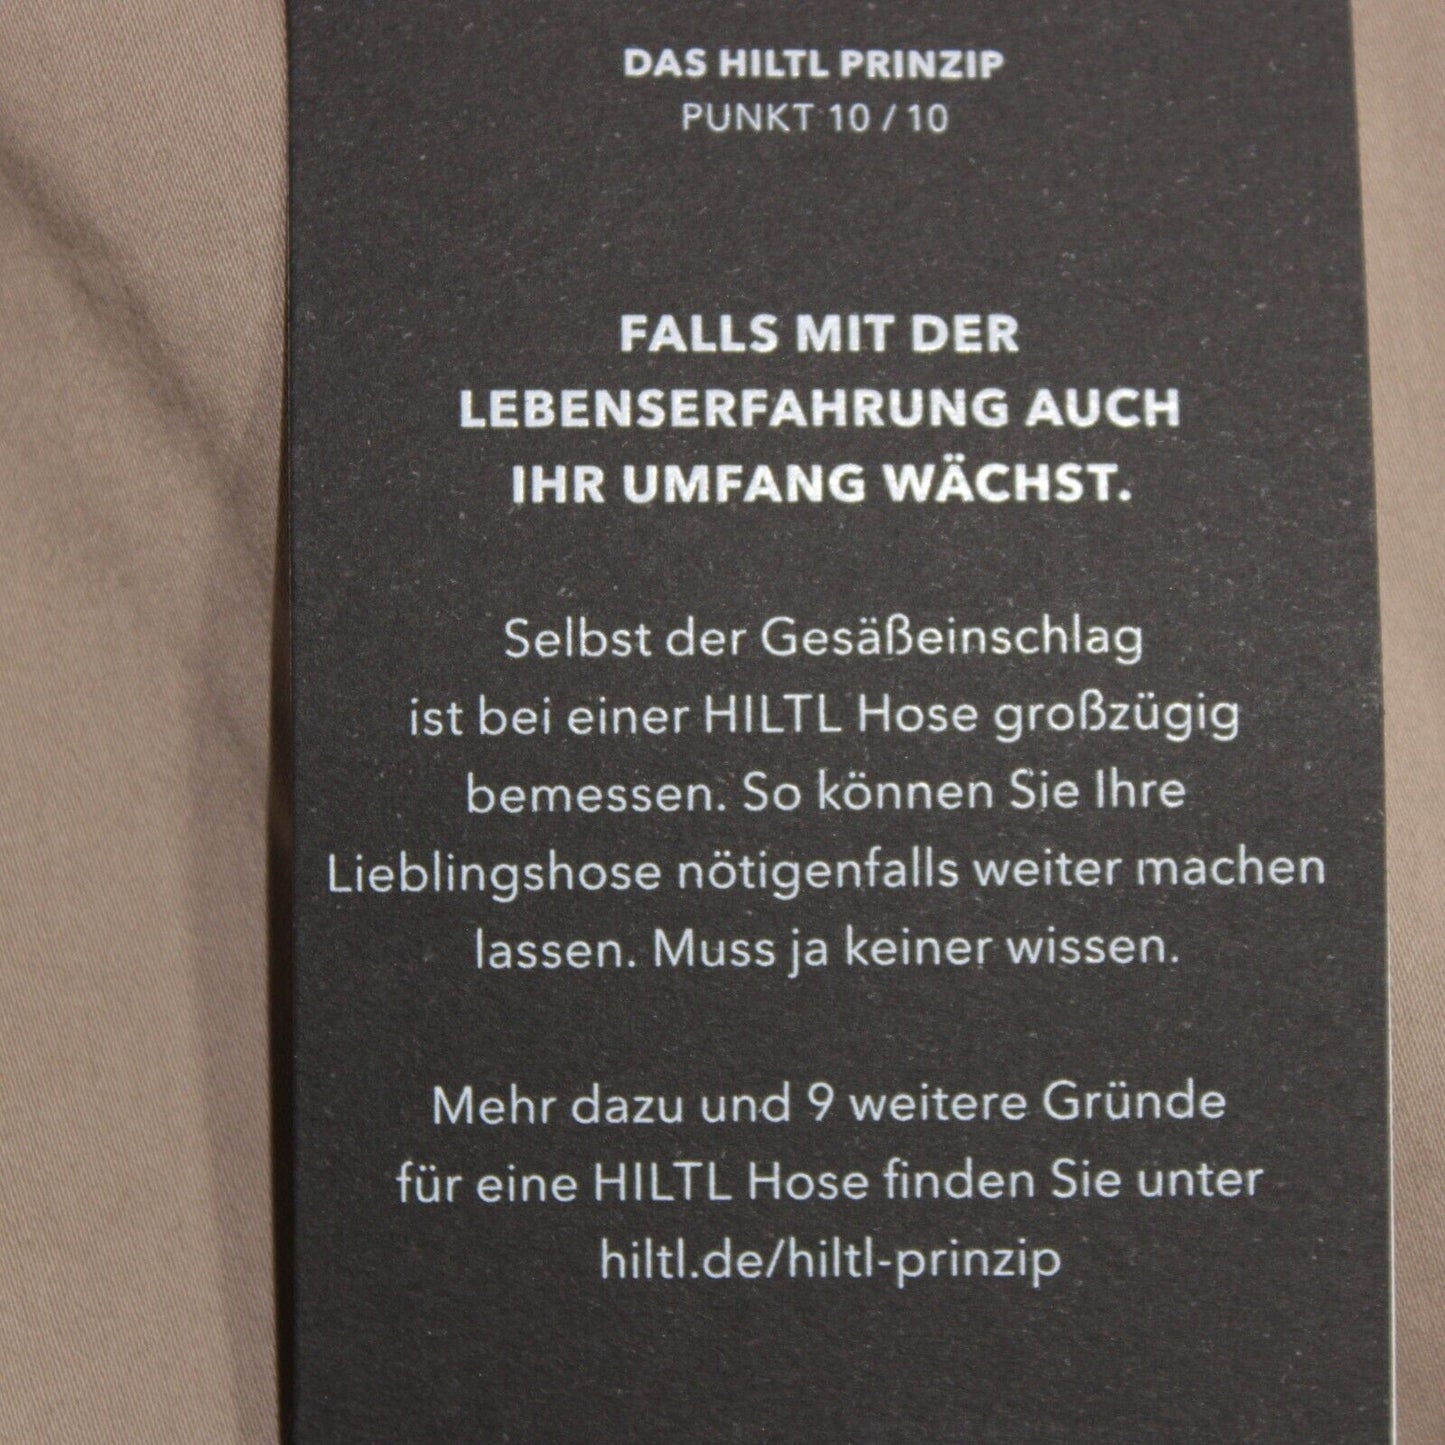 DAS HILTL PRINZIP
PUNKT 10 / 10
FALLS MIT DER
LEBENSERFAHRUNG AUCH
IHR UMFANG WÄCHST.
Selbst der Gesäßeinschlag
ist bei einer HILTL Hose großzügig
bemessen. So können Sie Ihre
Lieblingshose nötigenfalls weiter machen
lassen. Muss ja keiner wissen.
Mehr dazu und 9 weitere Gründe
für eine HILTL Hose finden Sie unter
hiltl.de/hiltl-prinzip